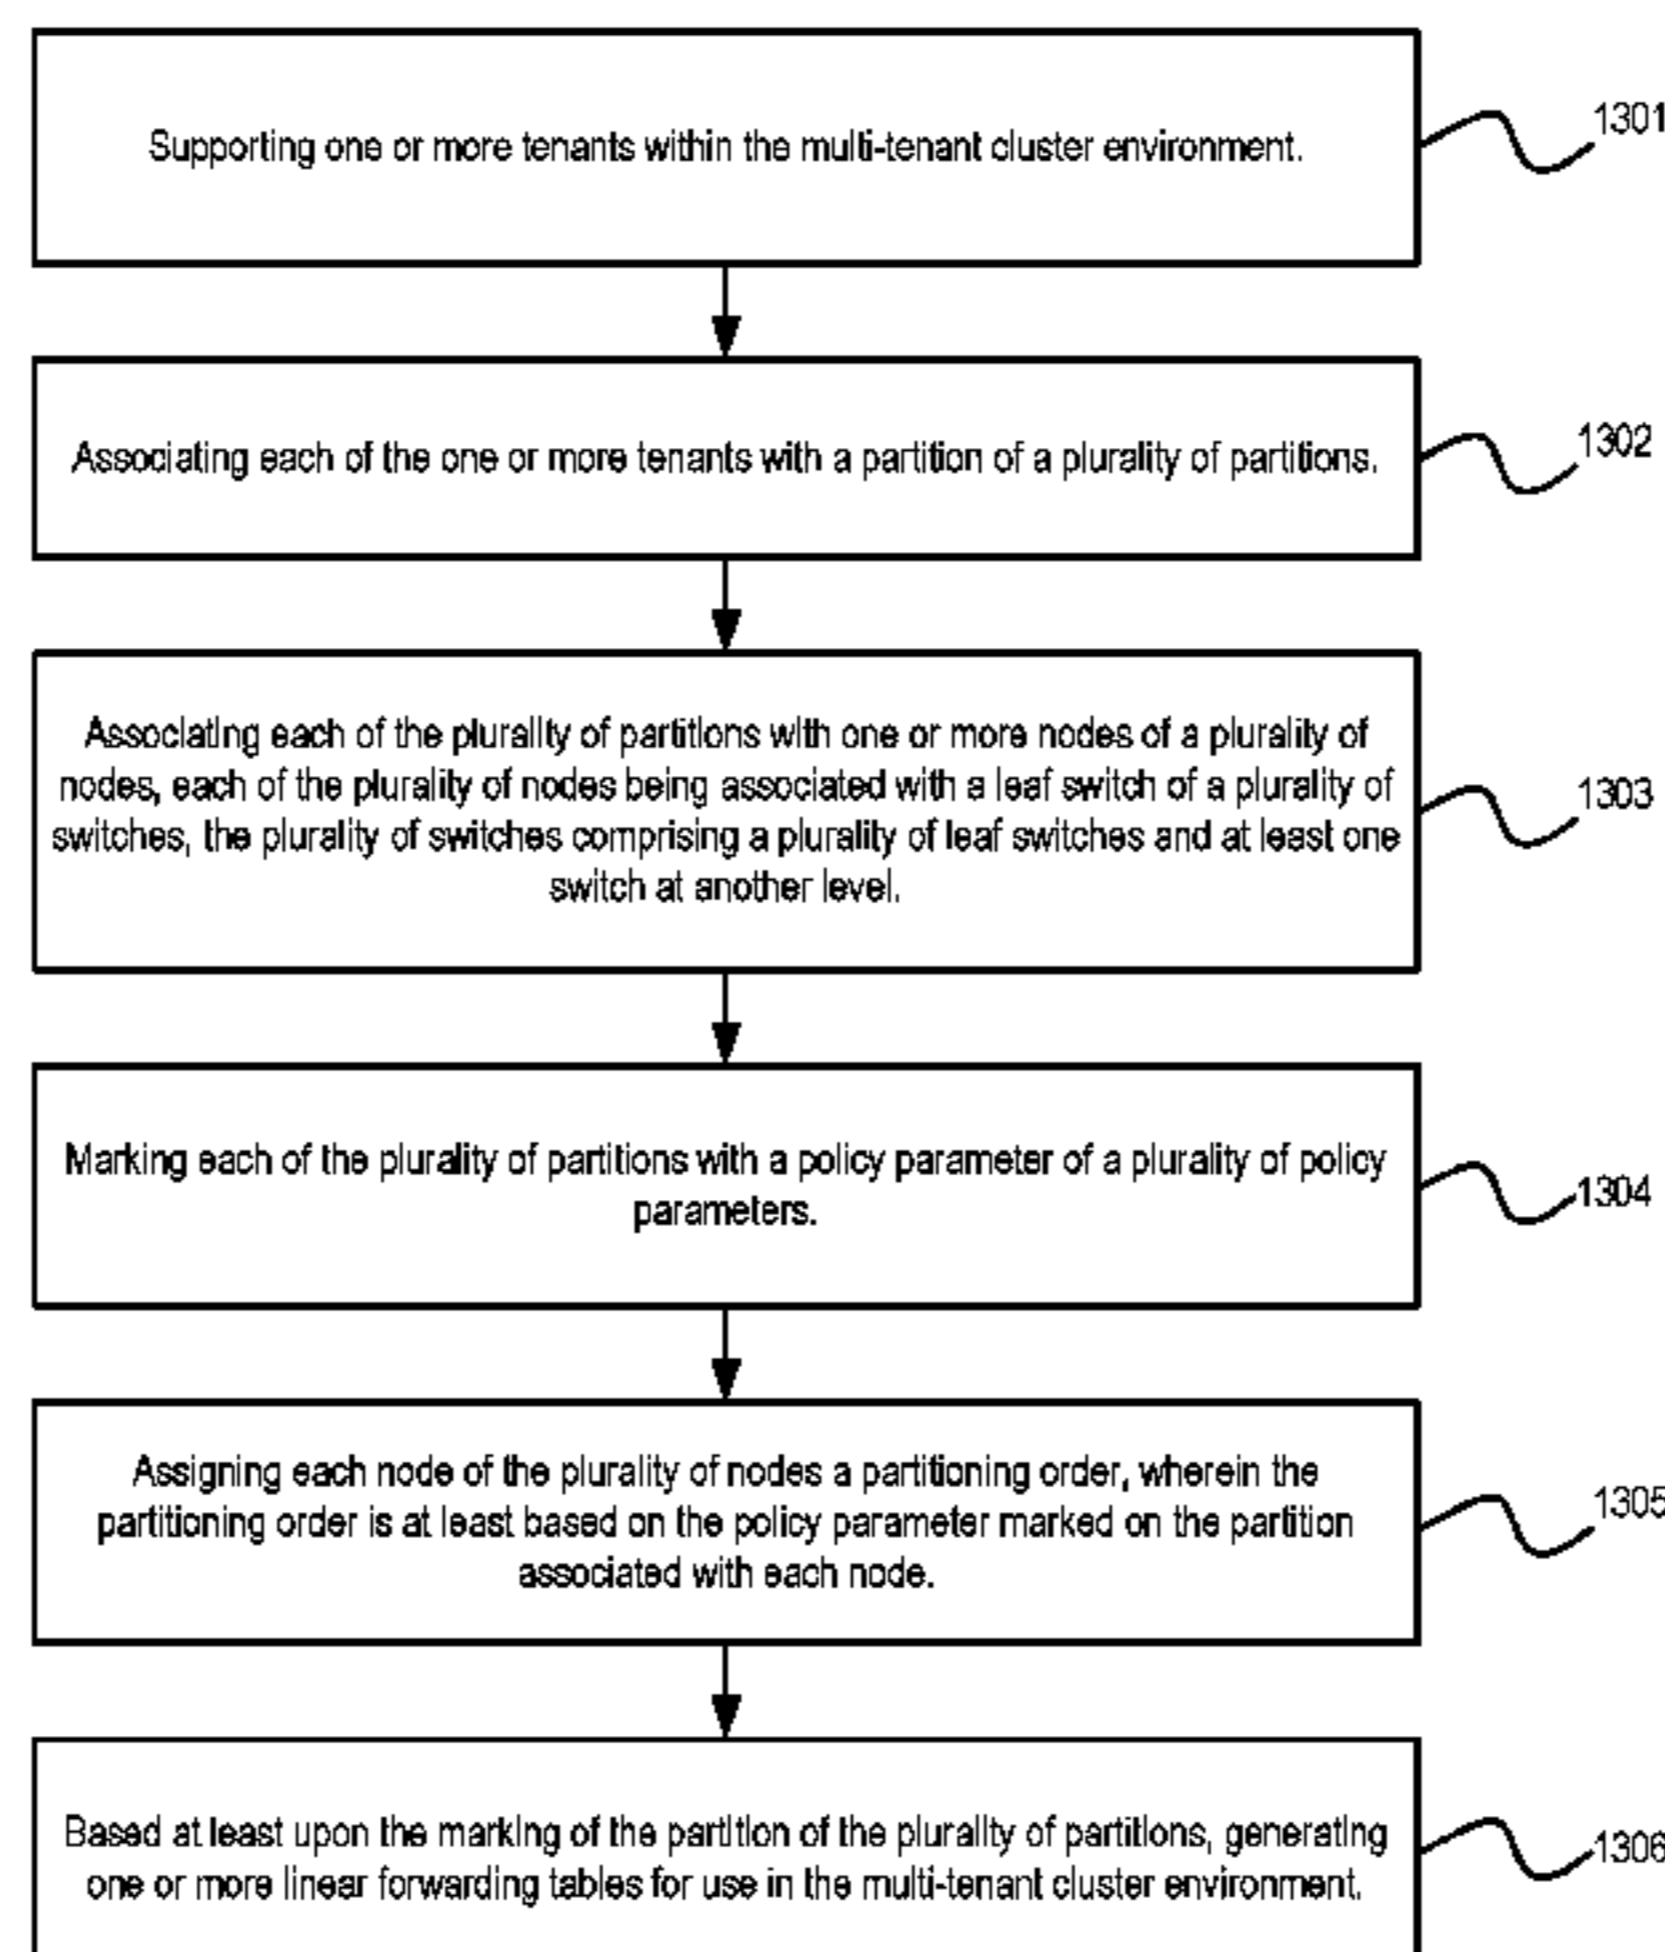 Supporting one or more tenants within the multi-tenant cluster environment.
1301
Associating each of the one or more tenants with a partition of a plurality of partitions.
1302
Associating each of the plurality of partitions with one or more nodes of a plurality of
nodes, each of the plurality of nodes being associated with a leaf switch of a plurality of
switches, the plurality of switches comprising a plurality of leaf switches and at least one
switch at another level.
1303
Marking each of the plurality of partitions with a policy parameter of a plurality of policy
parameters.
1304
Assigning each node of the plurality of nodes a partitioning order, wherein the
partitioning order is at least based on the policy parameter marked on the partition
associated with each node.
1305
Based at least upon the marking of the partition of the plurality of partitions, generating
one or more linear forwarding tables for use in the multi-tenant cluster environment.
1306